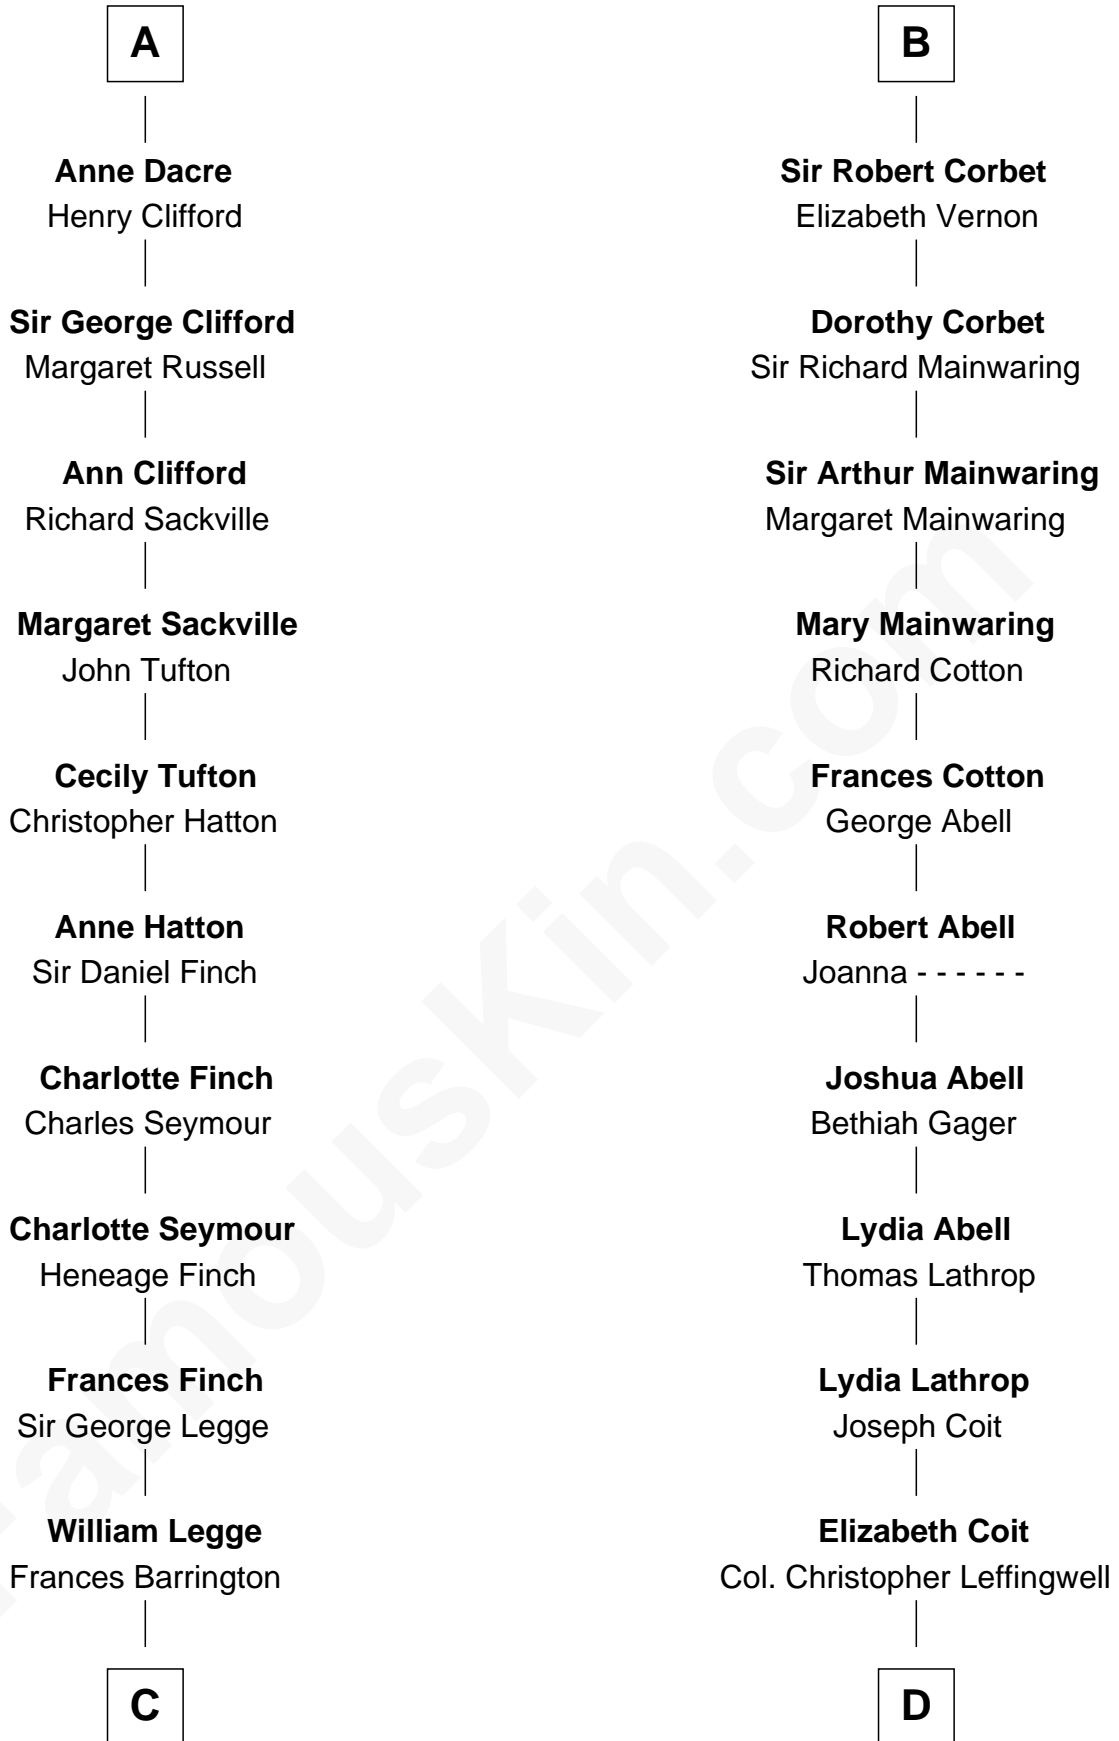 A
Anne Dacre
Henry Clifford
Sir George Clifford
Margaret Russell
Ann Clifford
Richard Sackville
Margaret Sackville
John Tufton
Cecily Tufton
Christopher Hatton
Anne Hatton
Sir Daniel Finch
Charlotte Finch
Charles Seymour
Charlotte Seymour
Heneage Finch
Frances Finch
Sir George Legge
William Legge
Frances Barrington
C
B
Sir Robert Corbet
Elizabeth Vernon
Dorothy Corbet
Sir Richard Mainwaring
Sir Arthur Mainwaring
Margaret Mainwaring
Mary Mainwaring
Richard Cotton
Frances Cotton
George Abell
Robert Abell
Joanna - - - - - -
Joshua Abell
Bethiah Gager
Lydia Abell
Thomas Lathrop
Lydia Lathrop
Joseph Coit
Elizabeth Coit
Col. Christopher Leffingwell
D
FamousKin.com